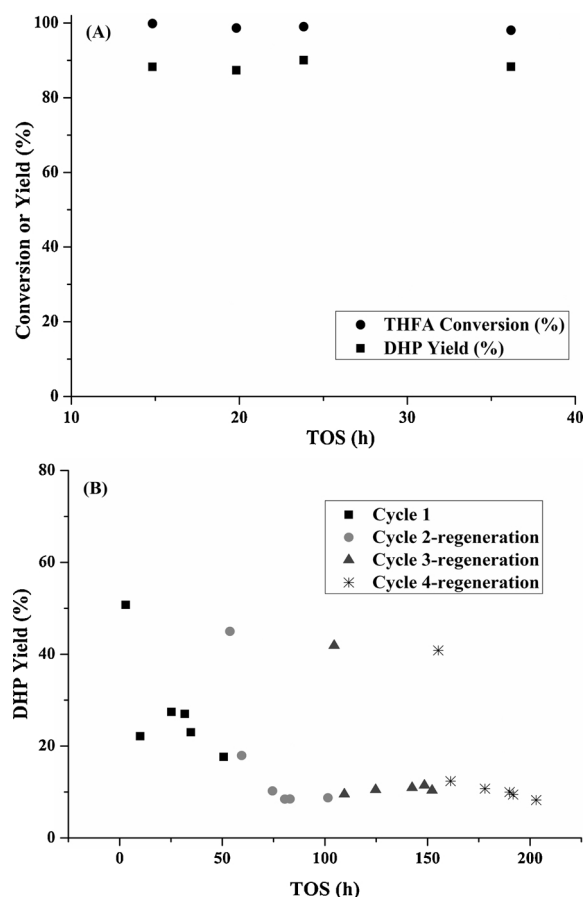 (A)
100
80
60
40
20
0
Conversion or Yield (%)
THFA Conversion (%)
DHP Yield (%)
10 20 30 40
TOS (h)
(B)
80
60
40
20
0
DHP Yield (%)
Cycle 1
Cycle 2-regeneration
Cycle 3-regeneration
Cycle 4-regeneration
0 50 100 150 200
TOS (h)